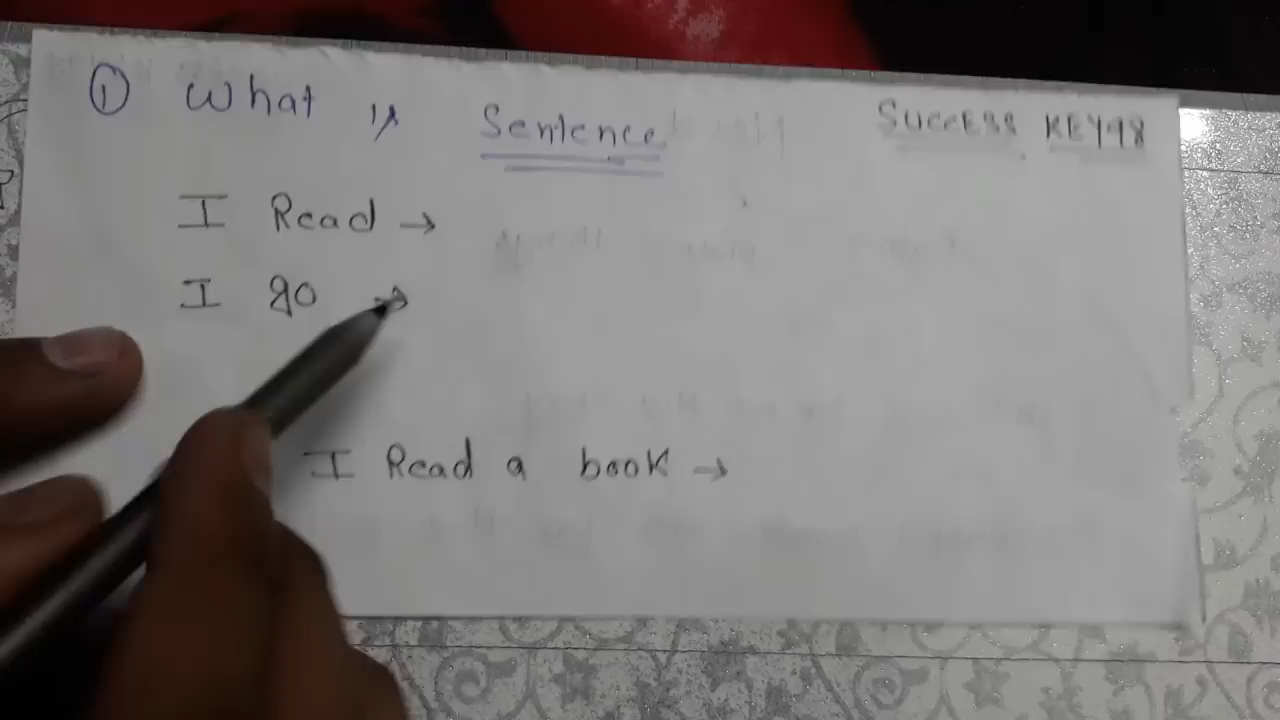 ① What is Sentence SUCCESS KEY98
I Read →
I go →
I Read a book →